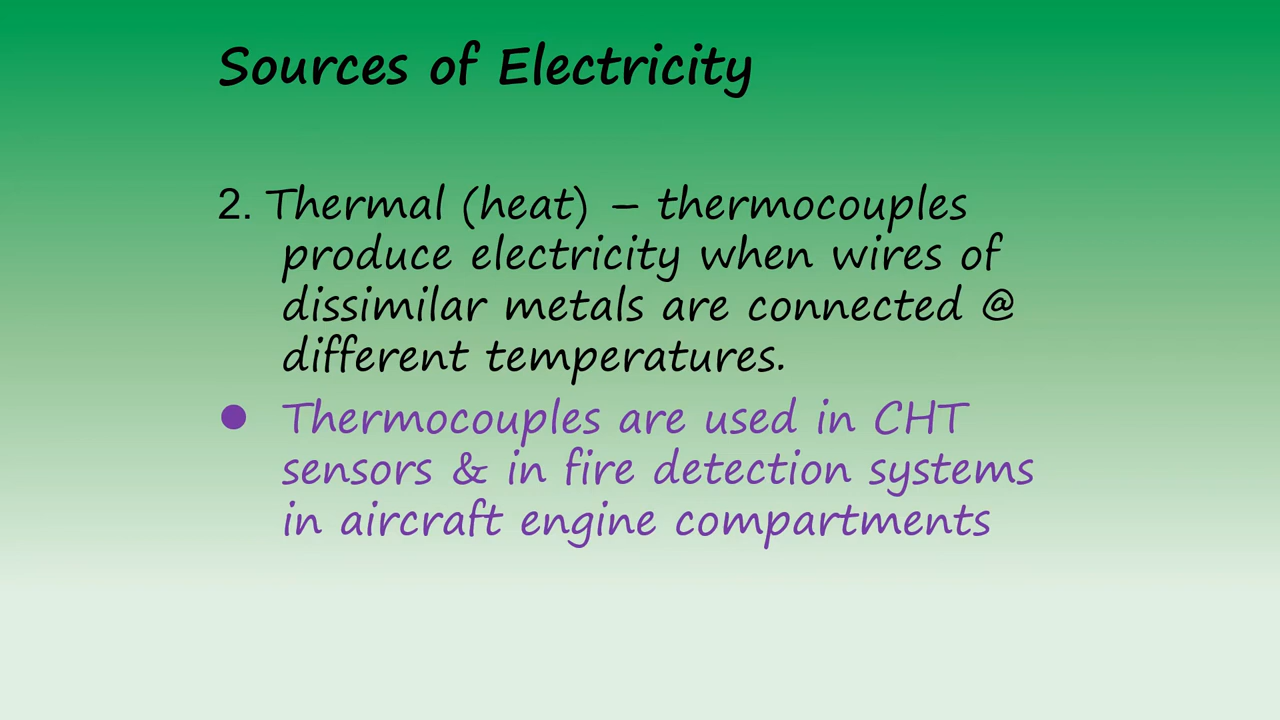 Sources of Electricity
2. Thermal (heat) – thermocouples
produce electricity when wires of
dissimilar metals are connected @
different temperatures.
● Thermocouples are used in CHT
sensors & in fire detection systems
in aircraft engine compartments